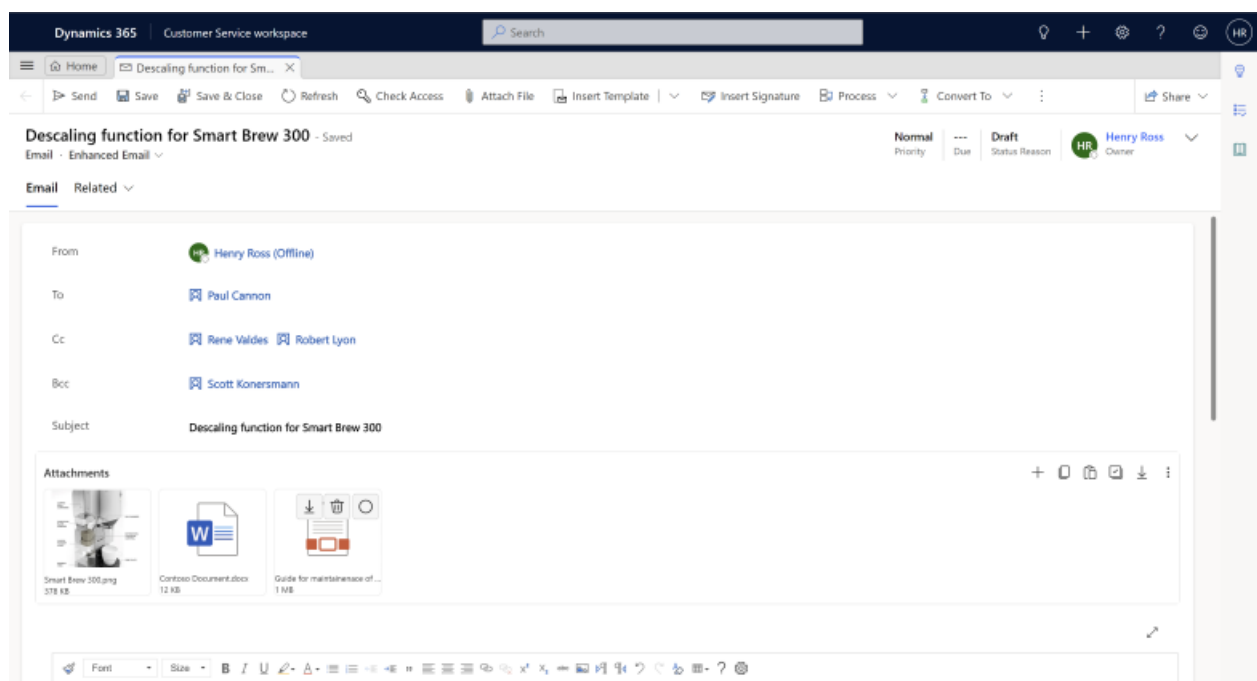 Dynamics 365 Customer Service workspace Search HR
Home Descaling function for Sm...
Send Save Save & Close Refresh Check Access Attach File Insert Template Insert Signature Process Convert To Share
Descaling function for Smart Brew 300 - Saved
Email · Enhanced Email
Normal --- Draft HR Henry Ross
Priority Due Status Reason Owner
Email Related
From HR Henry Ross (Offline)
To Paul Cannon
Cc Rene Valdes Robert Lyon
Bcc Scott Konersmann
Subject Descaling function for Smart Brew 300
Attachments
Smart Brew 300.png Contoso Document.docx Guide for maintainenace of ...
378 KB 12 KB 1 MB
Font Size B I U A